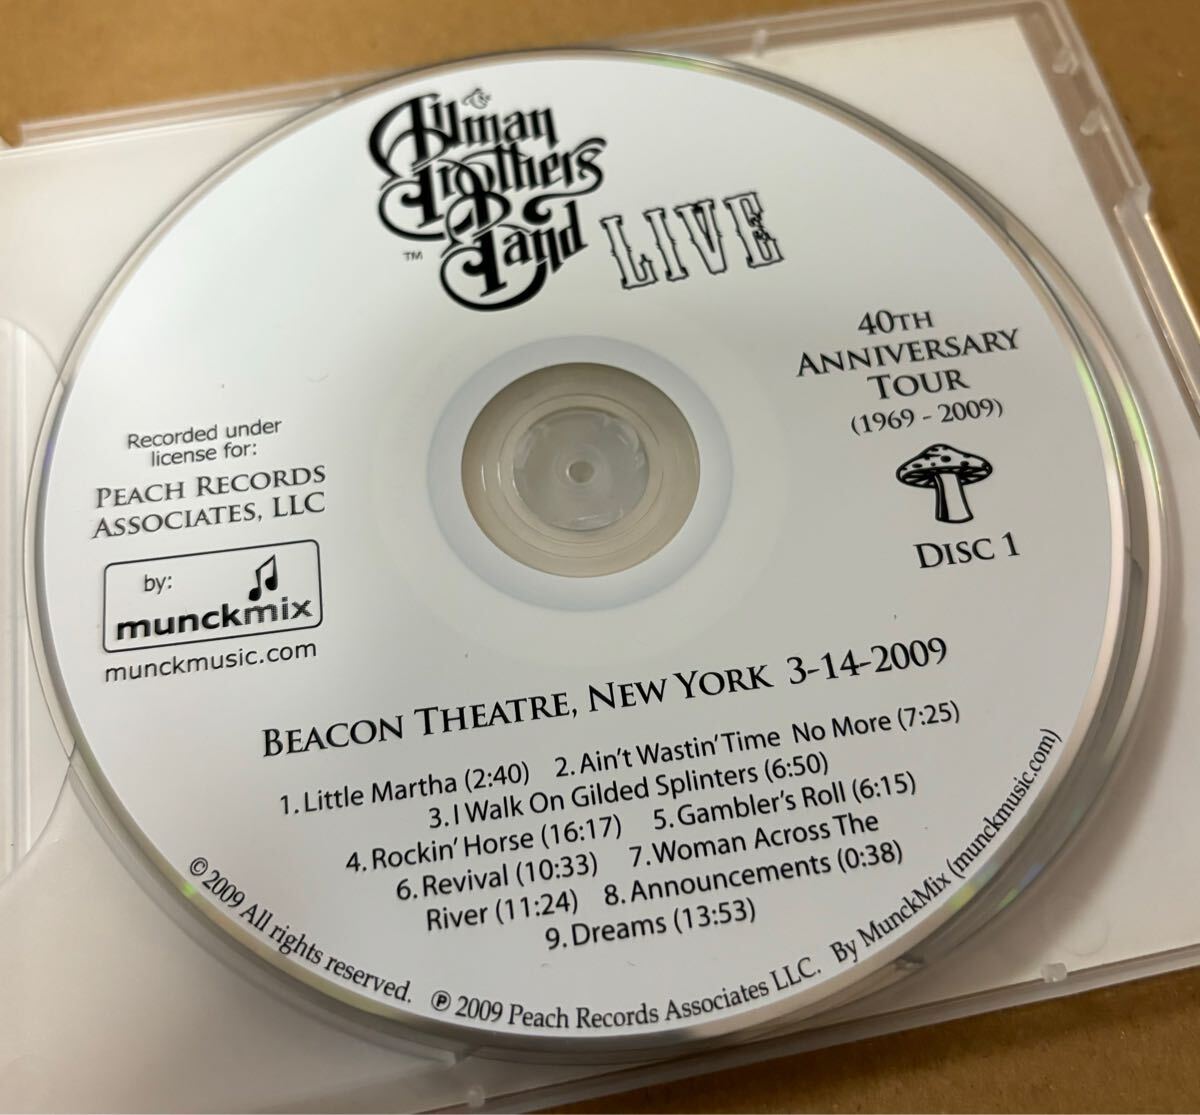 The
Allman
Brothers
Band
™
LIVE
40TH
ANNIVERSARY
TOUR
(1969 - 2009)
DISC 1
Recorded under
license for:
PEACH RECORDS
ASSOCIATES, LLC
by:
munckmix
munckmusic.com
BEACON THEATRE, NEW YORK 3-14-2009
1. Little Martha (2:40) 2. Ain't Wastin' Time No More (7:25)
3. I Walk On Gilded Splinters (6:50)
4. Rockin' Horse (16:17) 5. Gambler's Roll (6:15)
6. Revival (10:33) 7. Woman Across The
River (11:24) 8. Announcements (0:38)
9. Dreams (13:53)
© 2009 All rights reserved. ℗ 2009 Peach Records Associates LLC. By MunckMix (munckmusic.com)